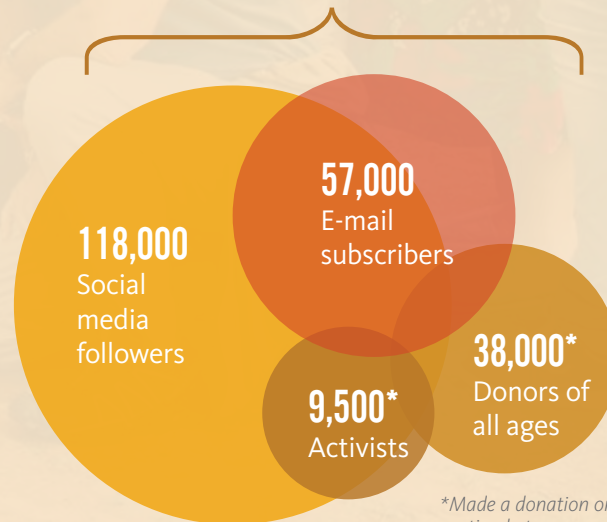 57,000
E-mail
subscribers
118,000
Social
media
followers
38,000*
Donors of
all ages
9,500*
Activists
*Made a donation or